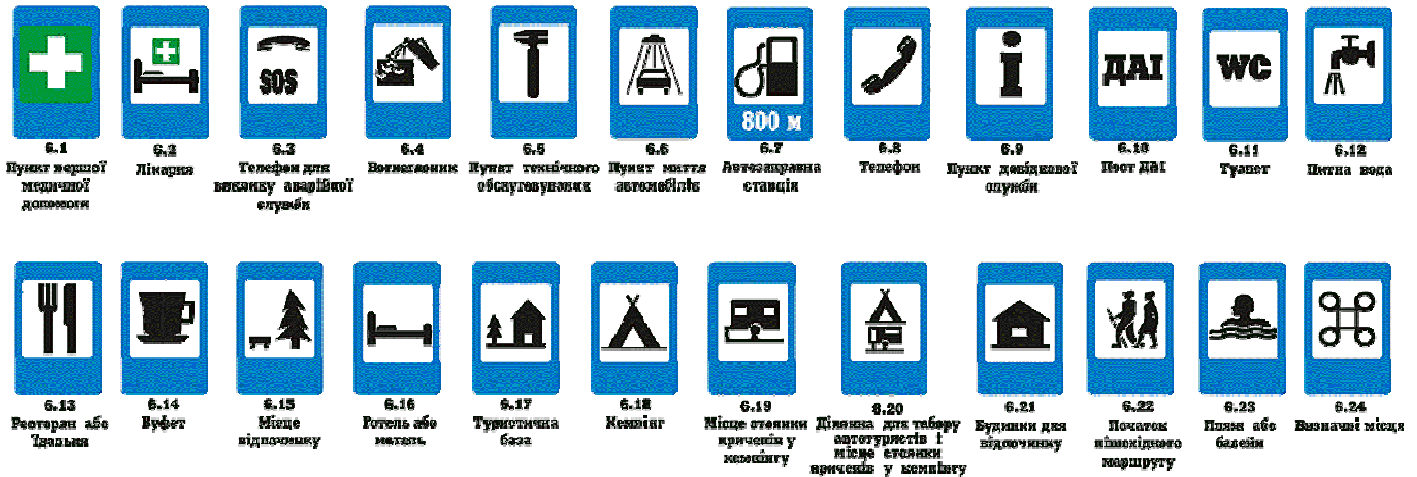 SOS
800 м
ДАІ
WC
6.1
Пункт першої
медичної
допомоги
6.2
Лікарня
6.3
Телефон для
виклику аварійної
служби
6.4
Вогнегасник
6.5
Пункт технічного
обслуговування
6.6
Пункт миття
автомобілів
6.7
Автозаправна
станція
6.8
Телефон
6.9
Пункт довідкової
служби
6.10
Пост ДАІ
6.11
Туалет
6.12
Питна вода
6.13
Ресторан або
їдальня
6.14
Буфет
6.15
Місце
відпочинку
6.16
Готель або
мотель
6.17
Туристична
база
6.18
Кемпінг
6.19
Місце стоянки
причепів у
кемпінгу
6.20
Ділянка для табору
автотуристів і
місце стоянки
причепів у кемпінгу
6.21
Будинки для
відпочинку
6.22
Початок
пішохідного
маршруту
6.23
Пляж або
басейн
6.24
Визначні місця